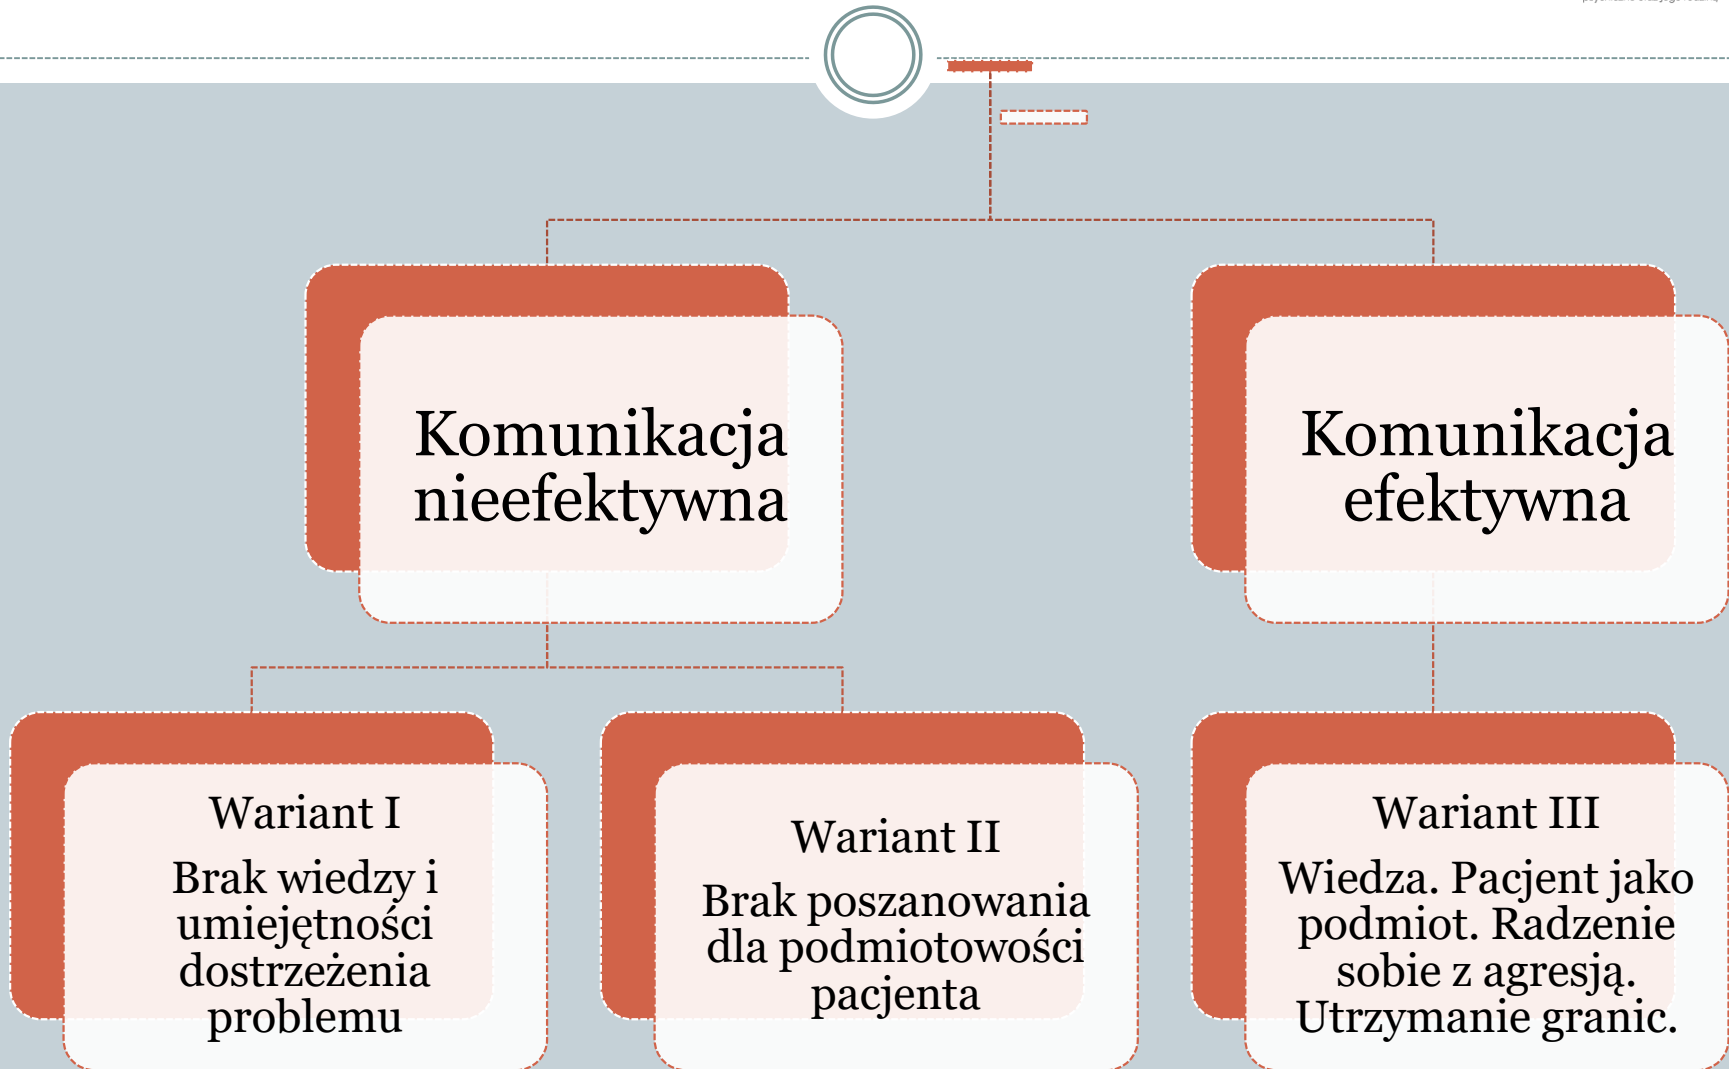 Komunikacja
nieefektywna
Komunikacja
efektywna
Wariant I
Brak wiedzy i
umiejętności
dostrzeżenia
problemu
Wariant II
Brak poszanowania
dla podmiotowości
pacjenta
Wariant III
Wiedza. Pacjent jako
podmiot. Radzenie
sobie z agresją.
Utrzymanie granic.